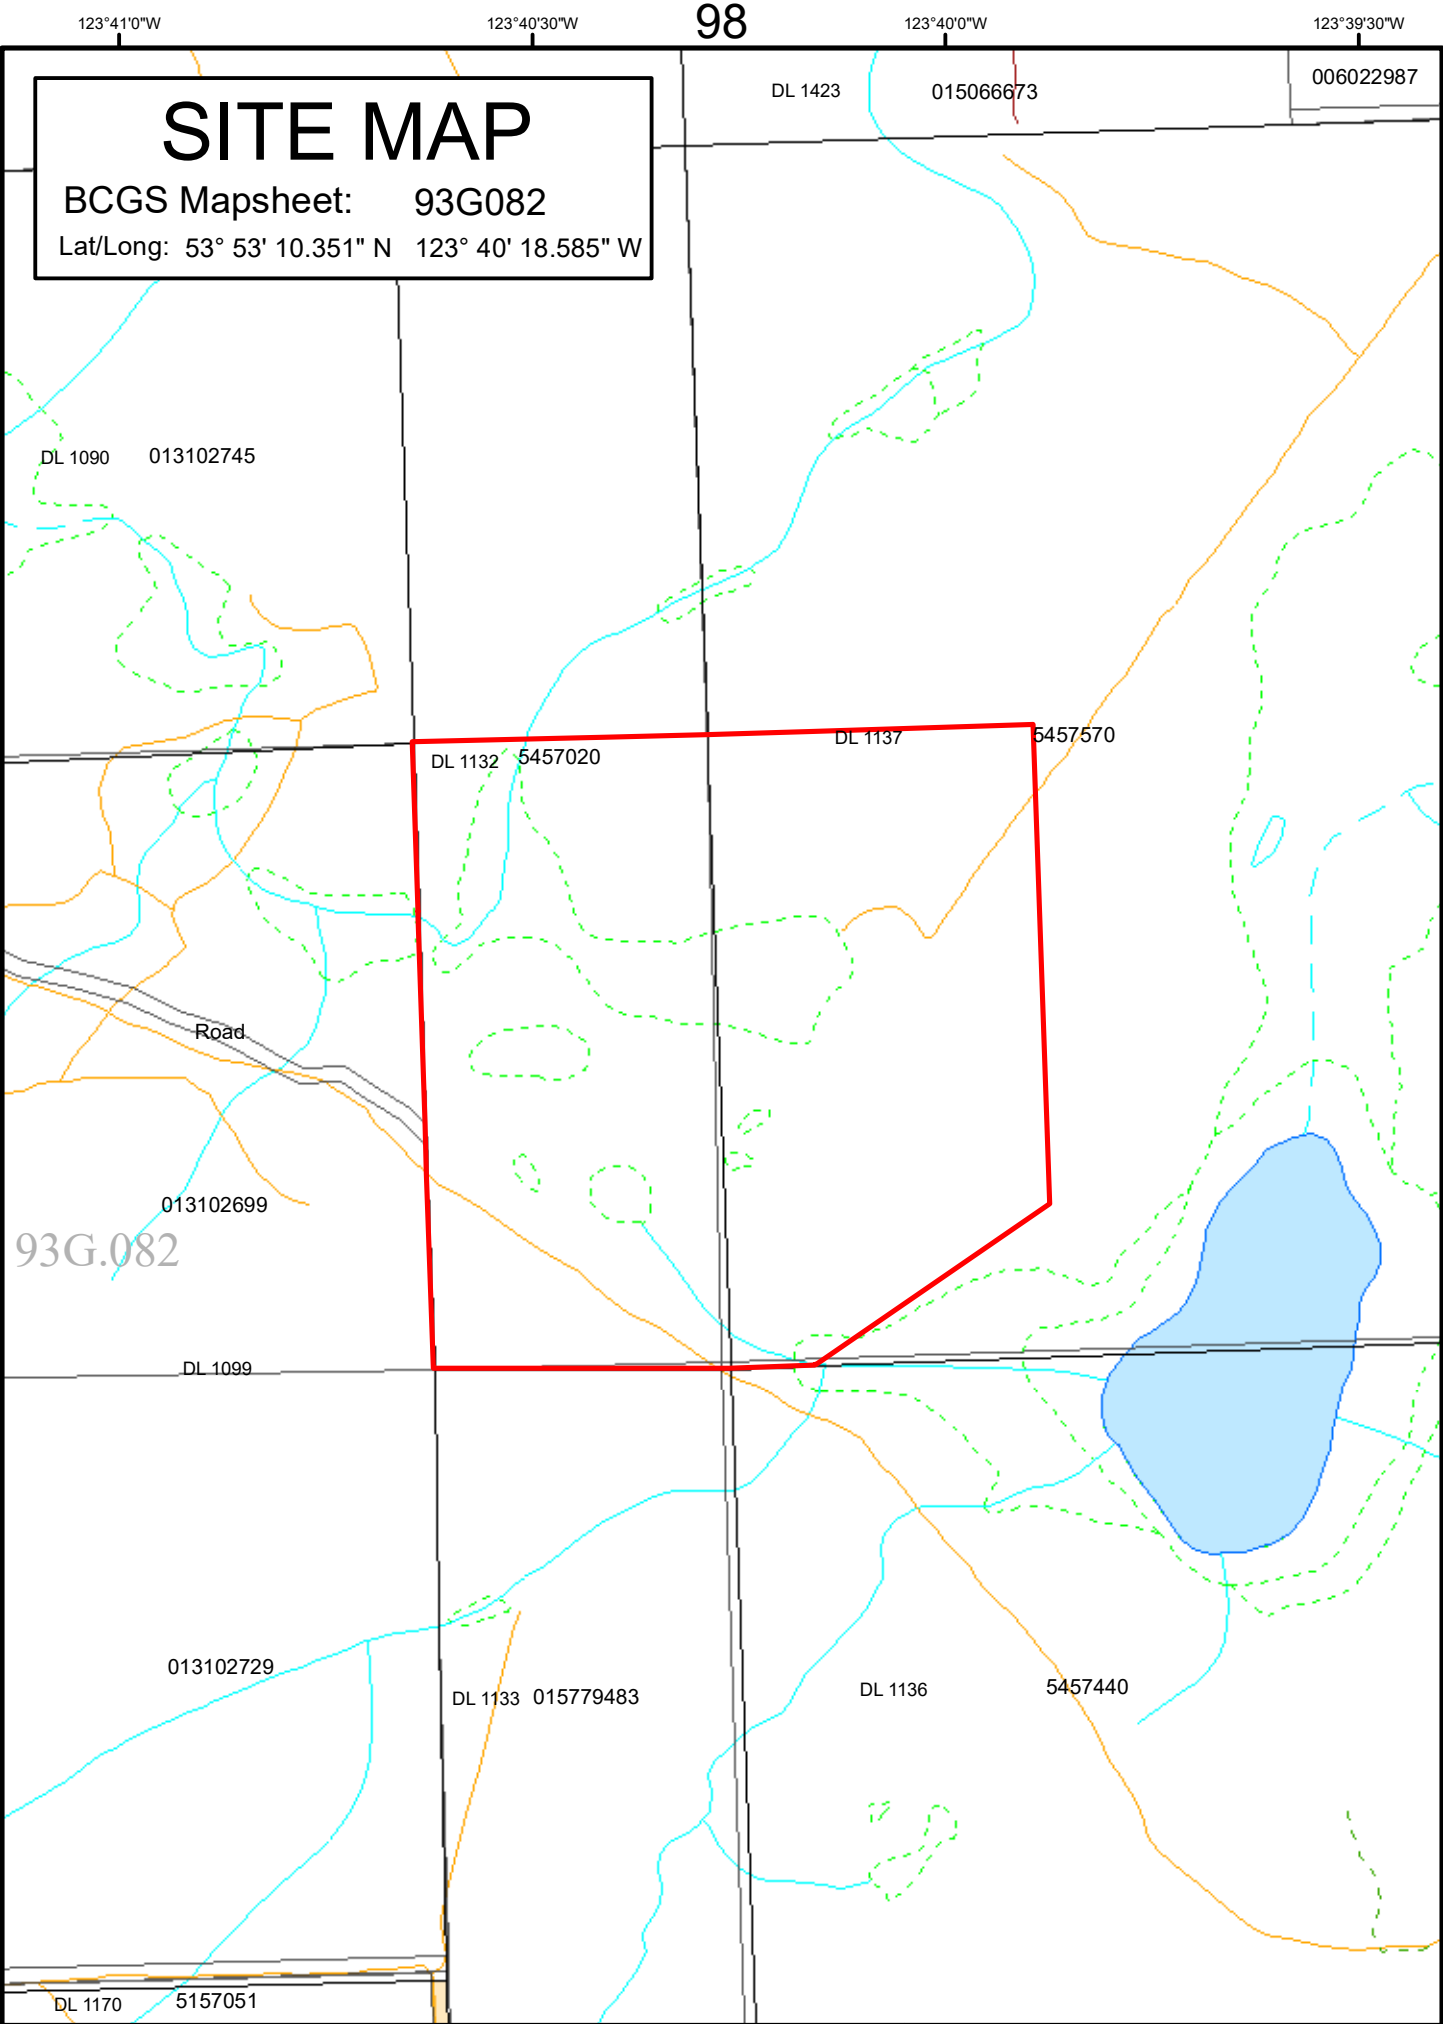 123°41'0"W
123°40'30"W
98
123°40'0"W
123°39'30"W
SITE MAP
BCGS Mapsheet: 93G082
Lat/Long: 53° 53' 10.351" N 123° 40' 18.585" W
DL 1423
015066673
006022987
DL 1090
013102745
DL 1132
5457020
DL 1137
5457570
Road
013102699
93G.082
DL 1099
013102729
DL 1133
015779483
DL 1136
5457440
DL 1170
5157051